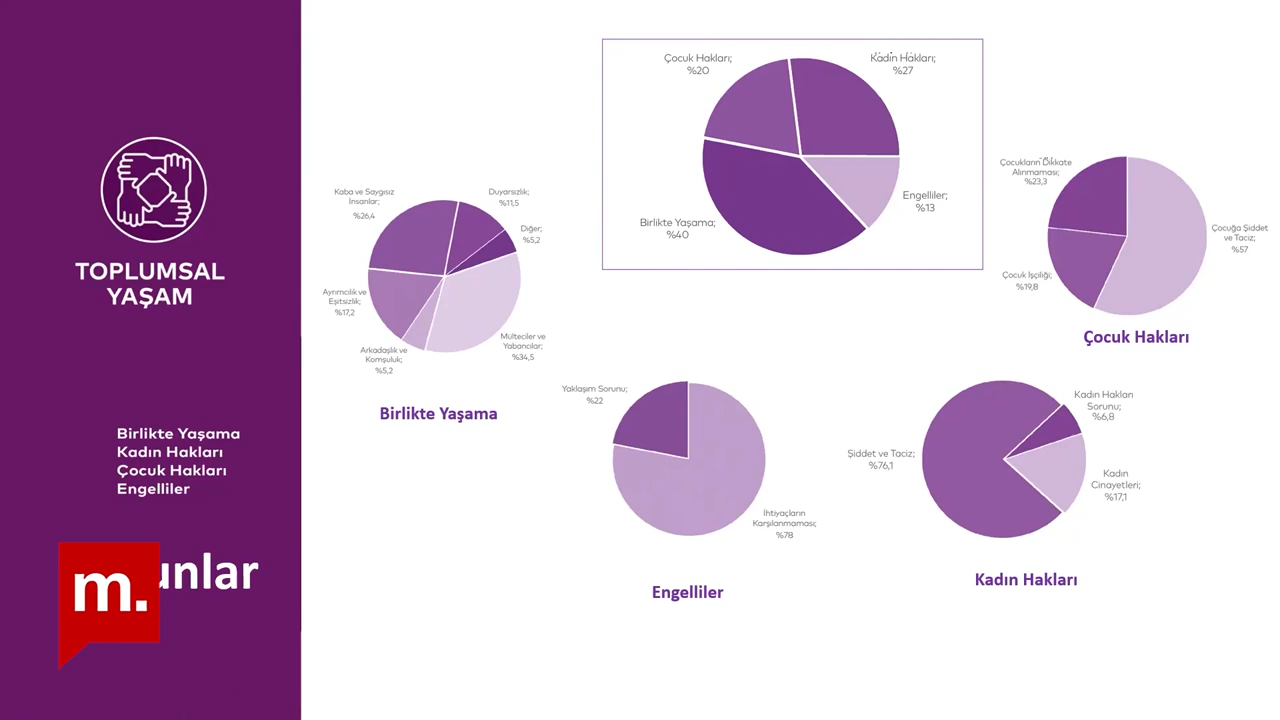 TOPLUMSAL
YAŞAM
Birlikte Yaşama
Kadın Hakları
Çocuk Hakları
Engelliler
unlar
m.
Çocuk Hakları;
%20
Kadın Hakları;
%27
Birlikte Yaşama;
%40
Engelliler;
%13
Kaba ve Saygısız
İnsanlar;
%26,4
Duyarsızlık;
%11,5
Diğer;
%5,2
Ayrımcılık ve
Eşitsizlik;
%17,2
Arkadaşlık ve
Komşuluk;
%5,2
Mülteciler ve
Yabancılar;
%34,5
Birlikte Yaşama
Çocukların Dikkate
Alınmaması;
%23,3
Çocuğa Şiddet
ve Taciz;
%57
Çocuk İşçiliği;
%19,8
Çocuk Hakları
Yaklaşım Sorunu;
%22
İhtiyaçların
Karşılanmaması;
%78
Engelliler
Kadın Hakları
Sorunu;
%6,8
Şiddet ve Taciz;
%76,1
Kadın
Cinayetleri;
%17,1
Kadın Hakları